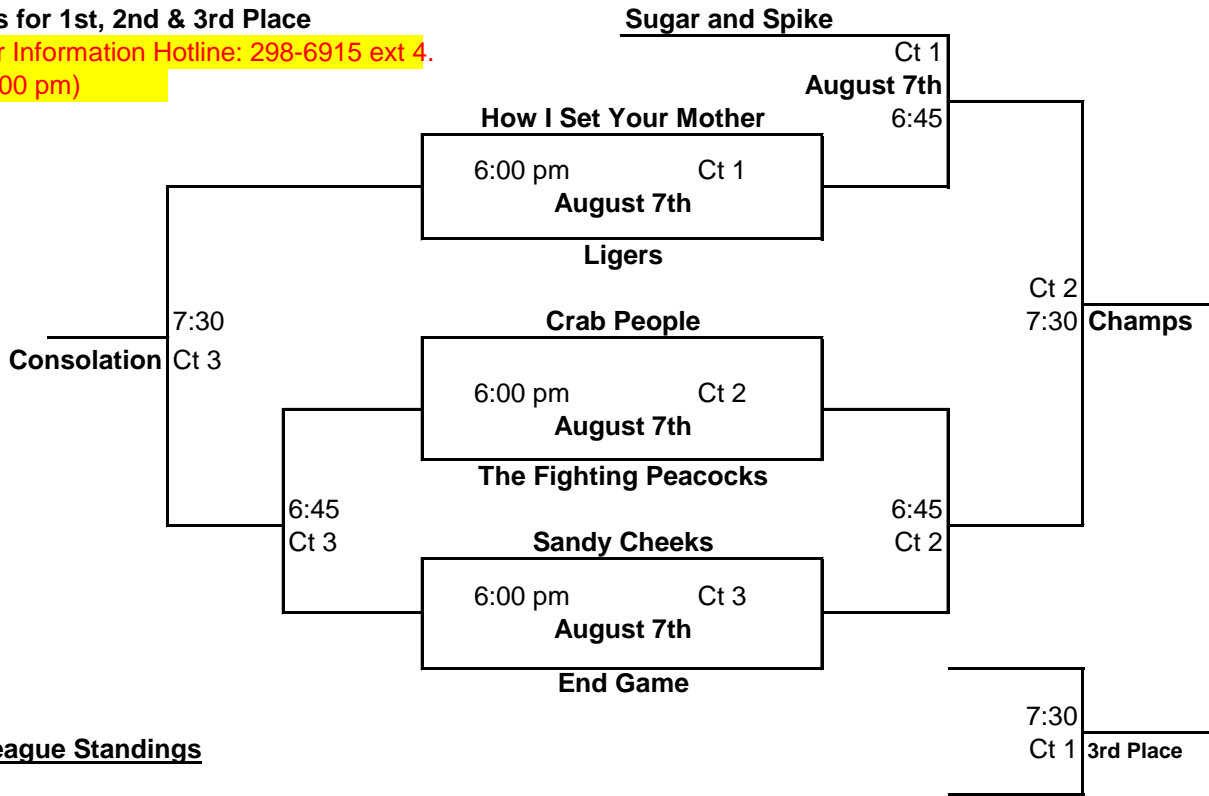 s for 1st, 2nd & 3rd Place
Sugar and Spike
r Information Hotline: 298-6915 ext 4.
Ct 1
00 pm)
August 7th
How I Set Your Mother
6:45
6:00 pm Ct 1
August 7th
Ligers
Ct 2
7:30
Crab People
7:30 Champs
Consolation Ct 3
6:00 pm Ct 2
August 7th
The Fighting Peacocks
6:45
6:45
Ct 3
Sandy Cheeks
Ct 2
6:00 pm Ct 3
August 7th
End Game
7:30
eague Standings
Ct 1 3rd Place